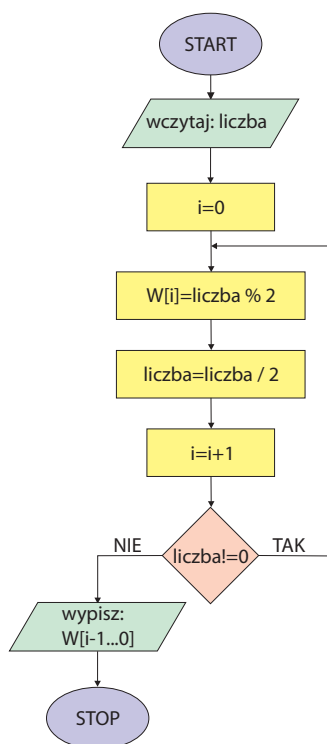 START
wczytaj: liczba
i=0
W[i]=liczba % 2
liczba=liczba / 2
i=i+1
NIE
liczba!=0
TAK
wypisz:
W[i-1...0]
STOP